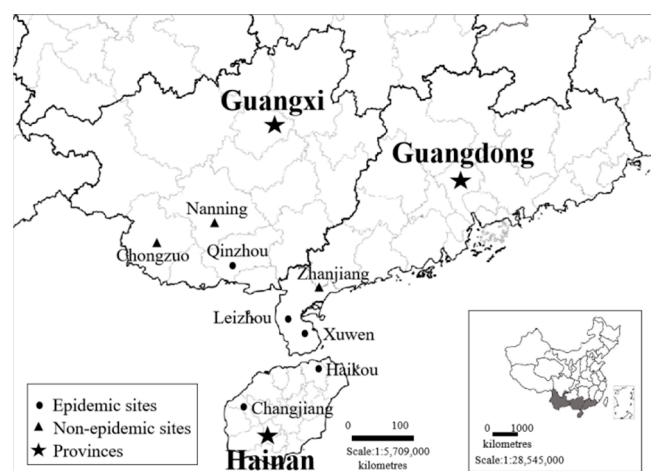 Guangxi
Guangdong
Nanning
Chongzuo
Qinzhou
Zhanjiang
Leizhou
Xuwen
Haikou
Changjiang
Hainan
Epidemic sites
Non-epidemic sites
Provinces
0 100
Scale:1:5,709,000
kilometres
0 1000
kilometres
Scale:1:28,545,000